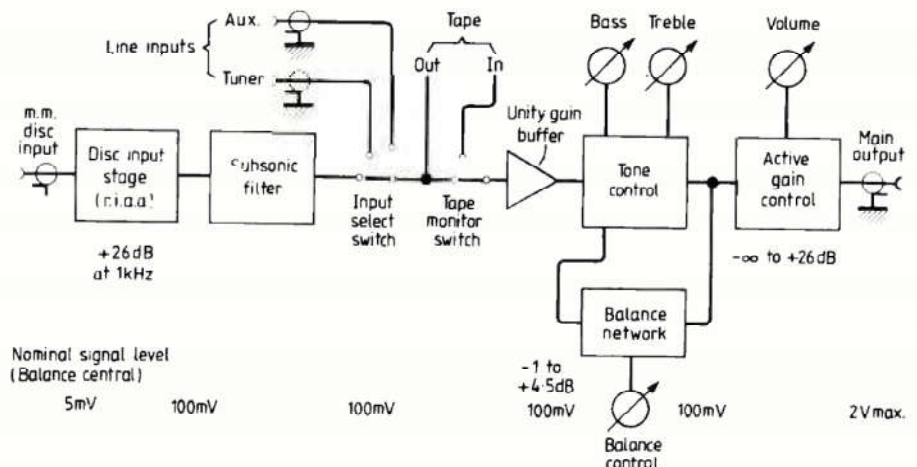 Aux.
Line inputs
Tuner
Tape
Out
In
Bass
Treble
Volume
m.m.
disc
input
Disc input
stage
(r.i.a.a)
Subsonic
filter
Unity gain
buffer
Tone
control
Active
gain
control
Main
output
Input
select
switch
Tape
monitor
switch
+26dB
at 1kHz
-∞ to +26dB
Balance
network
Nominal signal level
(Balance central)
-1 to
+4·5dB
5mV
100mV
100mV
100mV
100mV
2V max.
Balance
control